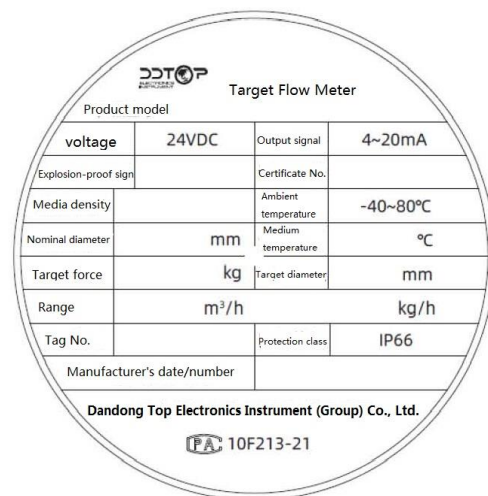 DDTOP
ELECTRONICS
INSTRUMENT
Target Flow Meter
Product model
voltage 24VDC Output signal 4~20mA
Explosion-proof sign Certificate No.
Media density Ambient temperature -40~80℃
Nominal diameter mm Medium temperature ℃
Target force kg Target diameter mm
Range m³/h kg/h
Tag No. Protection class IP66
Manufacturer's date/number
Dandong Top Electronics Instrument (Group) Co., Ltd.
PA 10F213-21